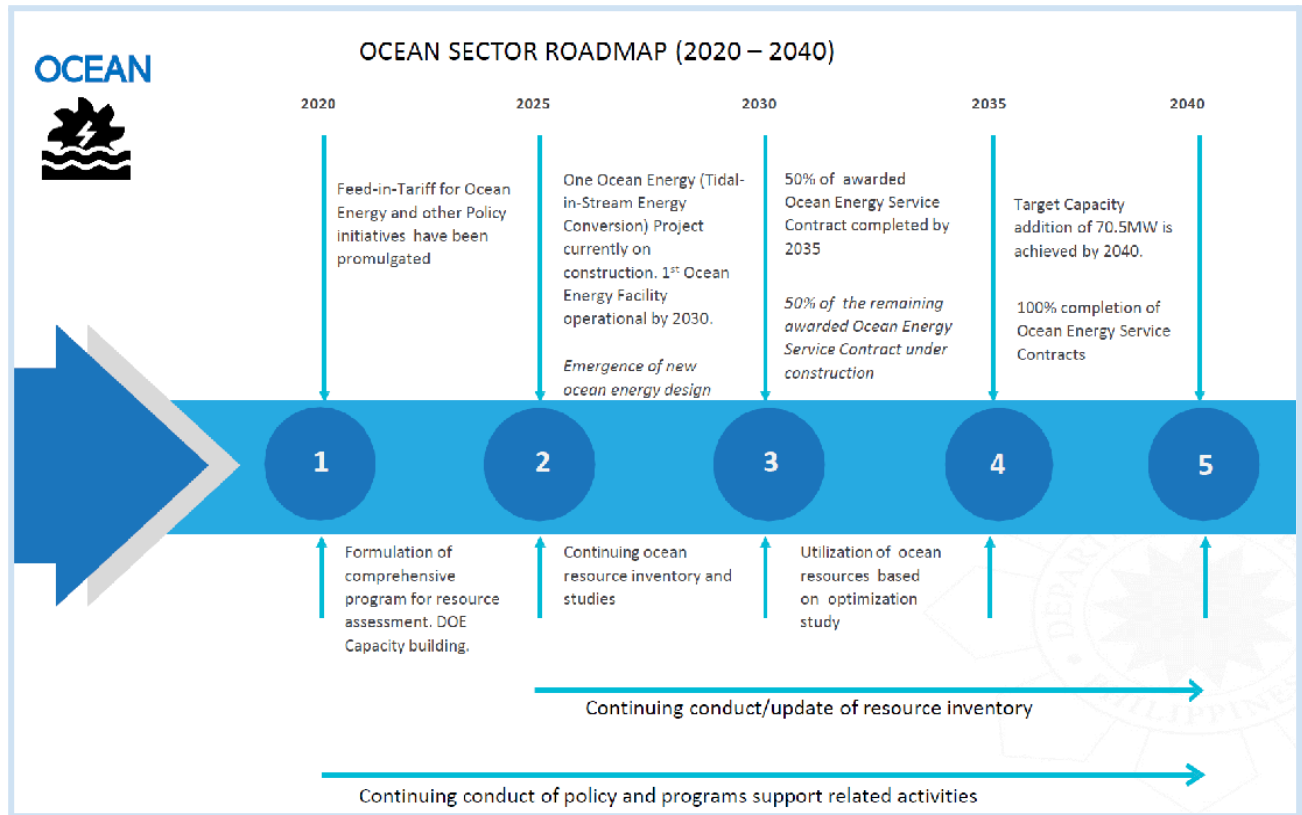 OCEAN SECTOR ROADMAP (2020 – 2040)
OCEAN
2020
2025
2030
2035
2040
Feed-in-Tariff for Ocean
Energy and other Policy
initiatives have been
promulgated
One Ocean Energy (Tidal-
in-Stream Energy
Conversion) Project
currently on
construction. 1st Ocean
Energy Facility
operational by 2030.
Emergence of new
ocean energy design
50% of awarded
Ocean Energy Service
Contract completed by
2035
50% of the remaining
awarded Ocean Energy
Service Contract under
construction
Target Capacity
addition of 70.5MW is
achieved by 2040.
100% completion of
Ocean Energy Service
Contracts
1
2
3
4
5
Formulation of
comprehensive
program for resource
assessment. DOE
Capacity building.
Continuing ocean
resource inventory and
studies
Utilization of ocean
resources based
on optimization
study
Continuing conduct/update of resource inventory
Continuing conduct of policy and programs support related activities